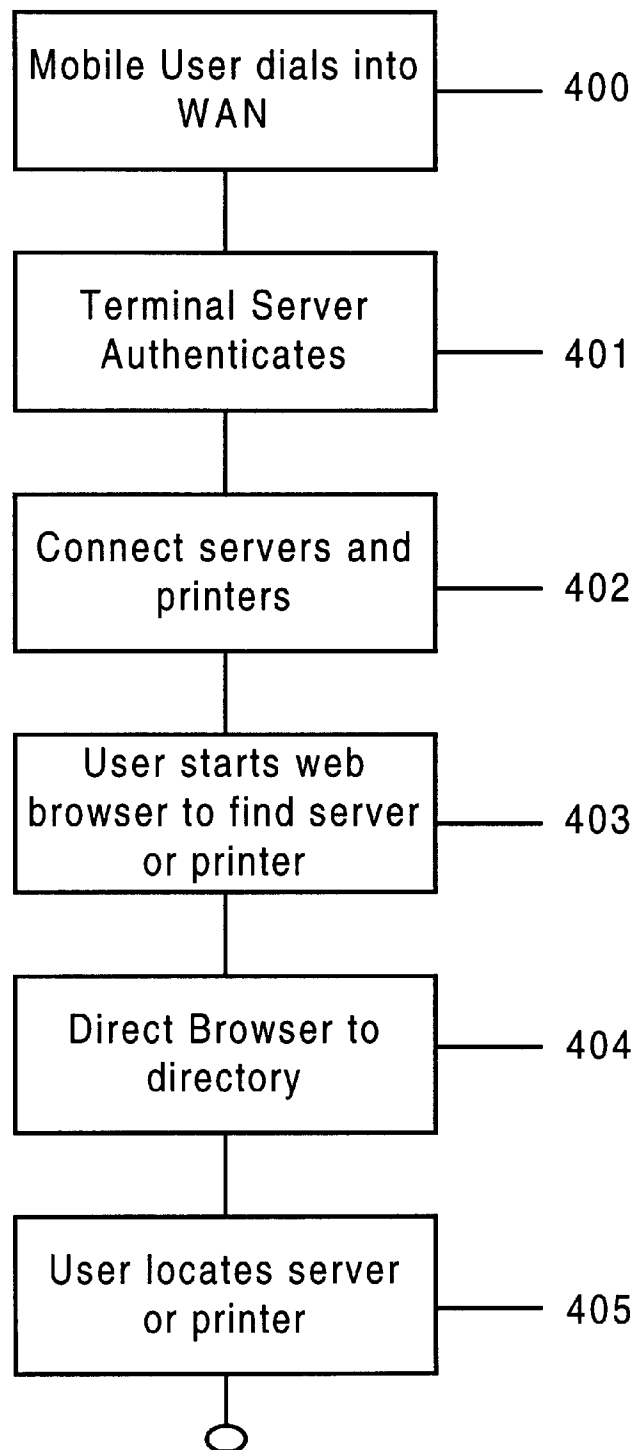 Mobile User dials into
WAN
400
Terminal Server
Authenticates
401
Connect servers and
printers
402
User starts web
browser to find server
or printer
403
Direct Browser to
directory
404
User locates server
or printer
405